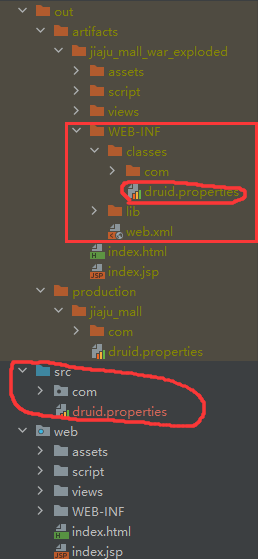 out
artifacts
jiaju_mall_war_exploded
assets
script
views
WEB-INF
classes
com
druid.properties
lib
web.xml
index.html
index.jsp
production
jiaju_mall
com
druid.properties
src
com
druid.properties
web
assets
script
views
WEB-INF
index.html
index.jsp